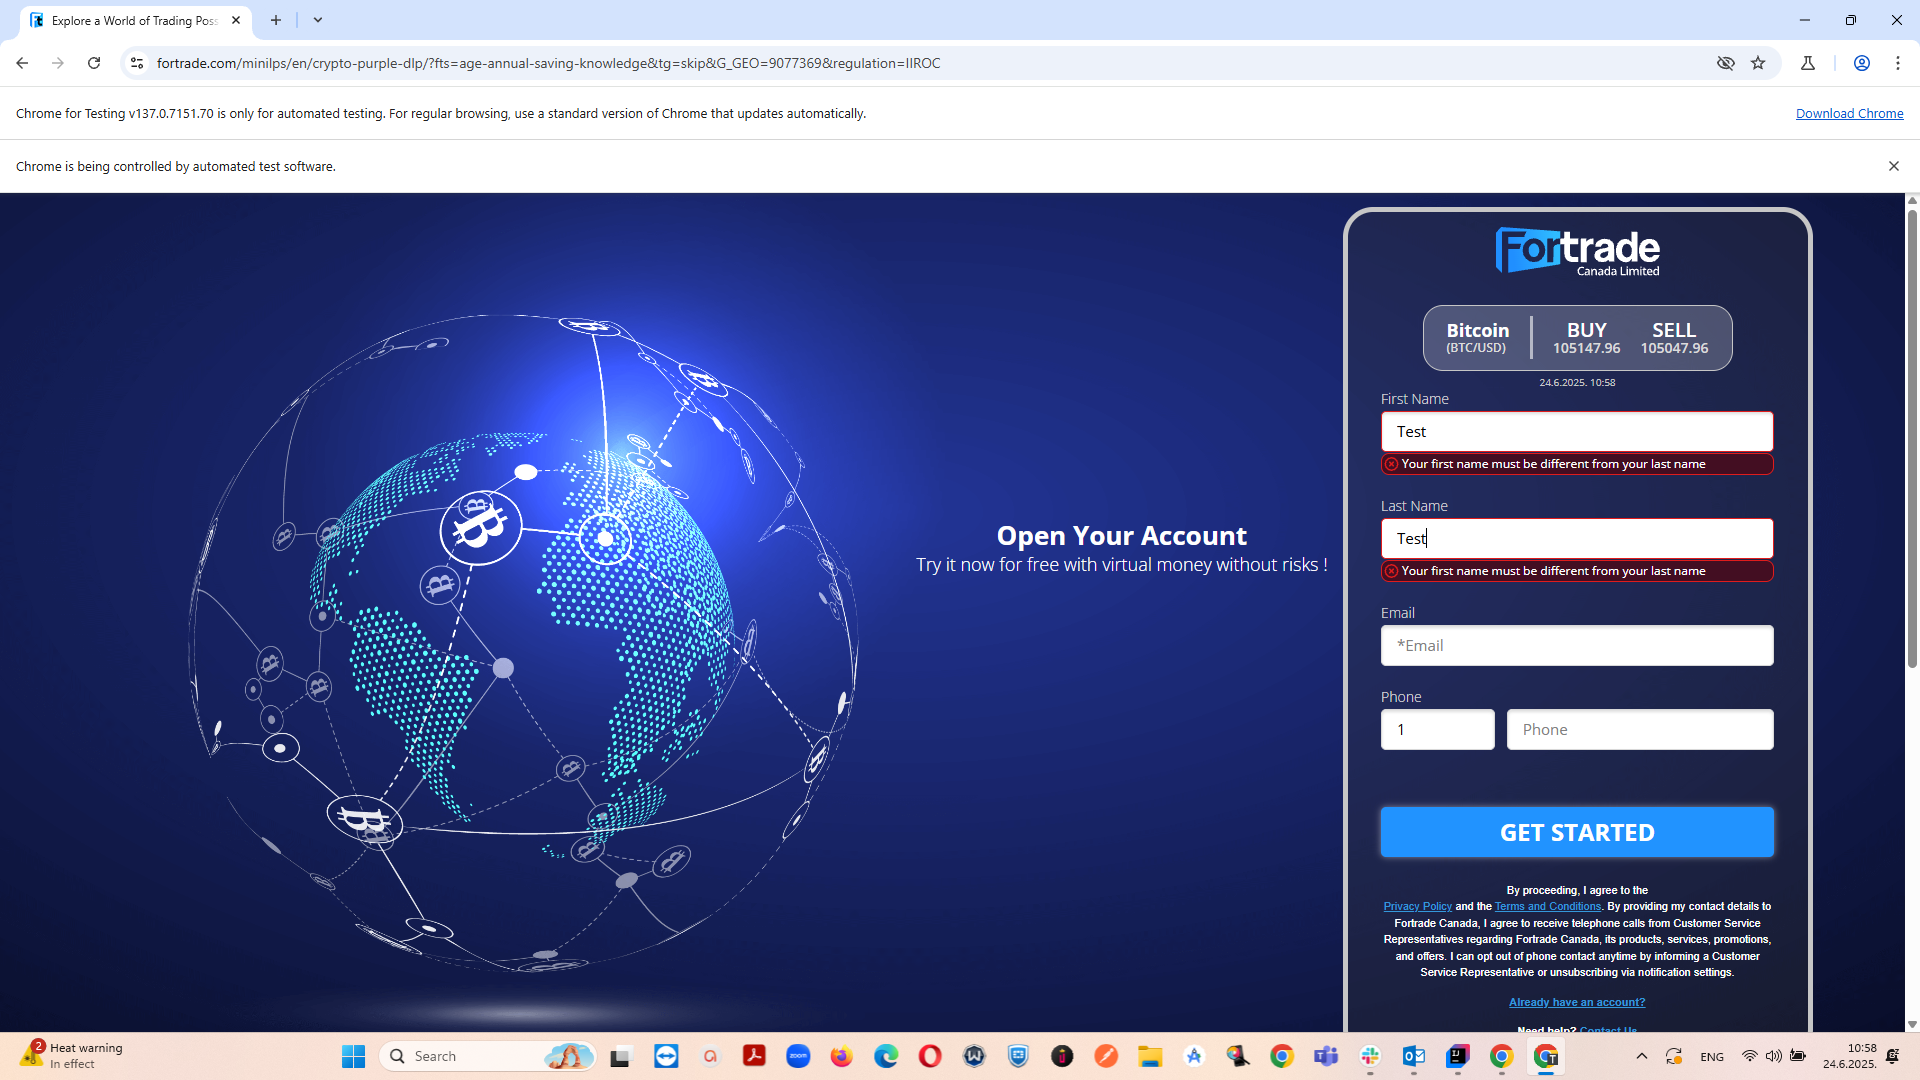 Explore a World of Trading Poss
fortrade.com/minilps/en/crypto-purple-dlp/?fts=age-annual-saving-knowledge&tg=skip&G_GEO=9077369&regulation=IIROC
Chrome for Testing v137.0.7151.70 is only for automated testing. For regular browsing, use a standard version of Chrome that updates automatically.
Download Chrome
Chrome is being controlled by automated test software.
Fortrade
Canada Limited
Bitcoin
(BTC/USD)
BUY
105147.96
SELL
105047.96
24.6.2025. 10:58
First Name
Test
Your first name must be different from your last name
Last Name
Test
Your first name must be different from your last name
Open Your Account
Try it now for free with virtual money without risks !
Email
*Email
Phone
1
Phone
GET STARTED
By proceeding, I agree to the
Privacy Policy and the Terms and Conditions. By providing my contact details to
Fortrade Canada, I agree to receive telephone calls from Customer Service
Representatives regarding Fortrade Canada, its products, services, promotions,
and offers. I can opt out of phone contact anytime by informing a Customer
Service Representative or unsubscribing via notification settings.
Already have an account?
Need help? Contact Us
2
Heat warning
In effect
Search
zoom
ENG
10:58
24.6.2025.